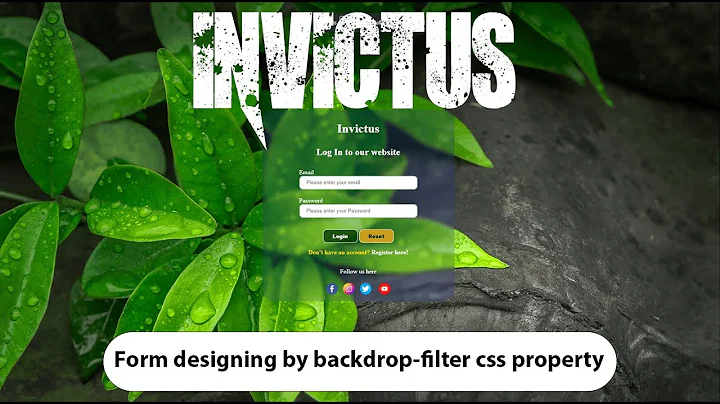 INVICTUS
Invictus
Log In to our website
Email
Please enter your email
Password
Please enter your Password
Login Reset
Don't have an account? Register here!
Follow us here
Form designing by backdrop-filter css property